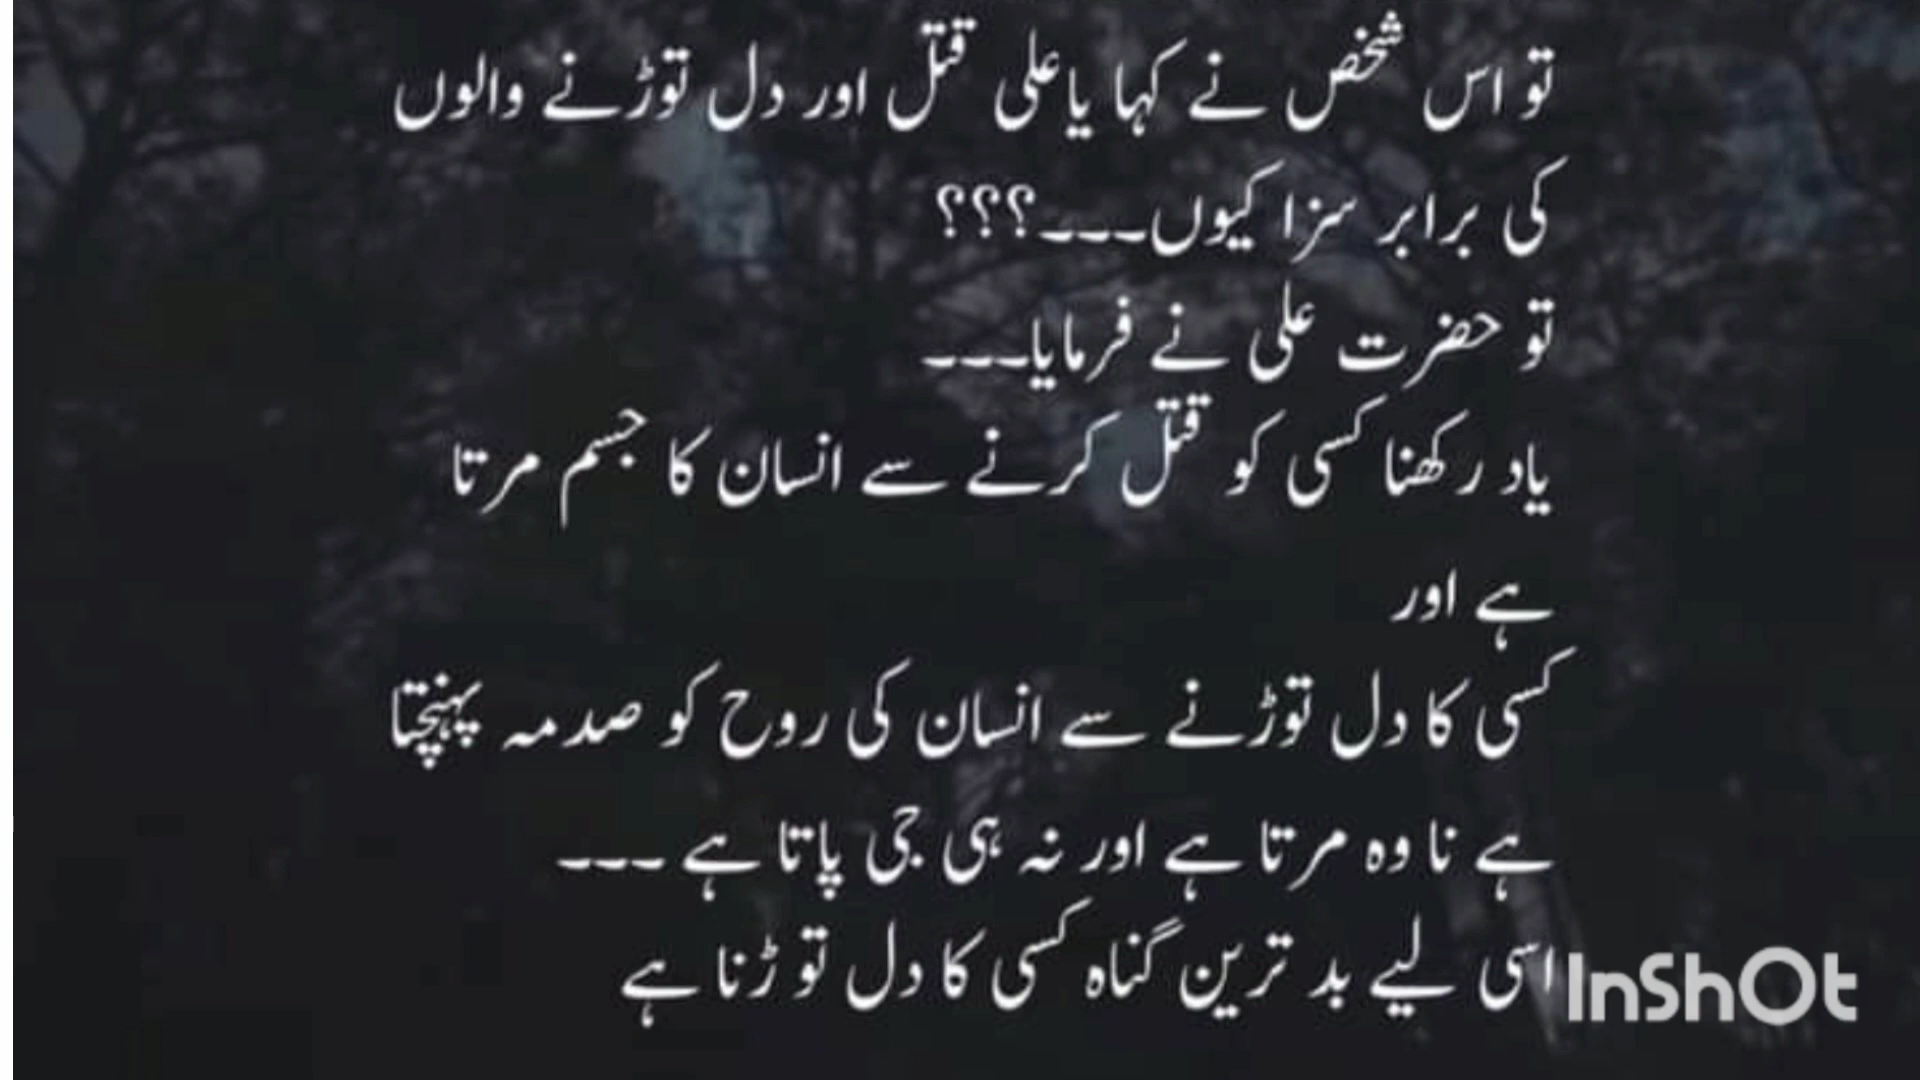 تو اس شخص نے کہا یاعلی قتل اور دل توڑنے والوں
کی برابر سزا کیوں۔۔۔؟؟؟
تو حضرت علی نے فرمایا۔۔۔
یاد رکھنا کسی کو قتل کرنے سے انسان کا جسم مرتا
ہے اور
کسی کا دل توڑنے سے انسان کی روح کو صدمہ پہنچتا
ہے نا وہ مرتا ہے اور نہ ہی جی پاتا ہے ۔۔۔
اسی لیے بد ترین گناہ کسی کا دل توڑنا ہے
InShOt